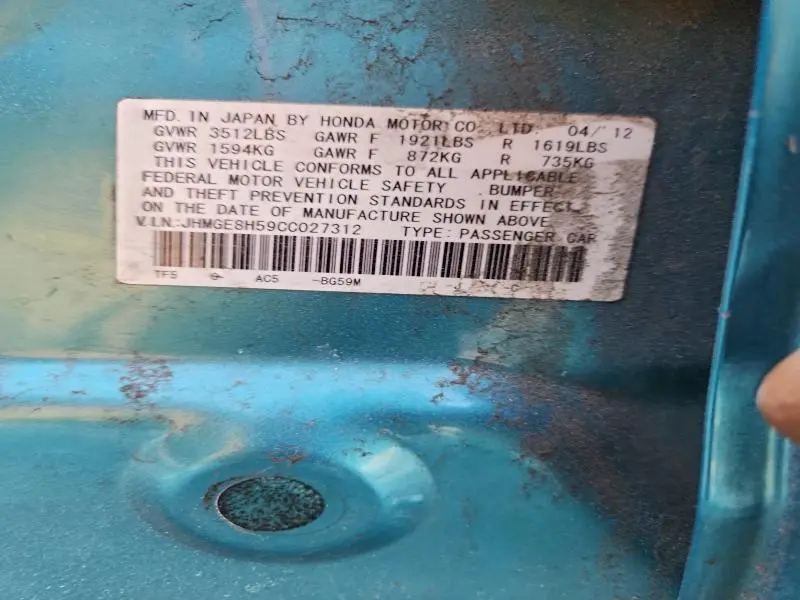 MFD. IN JAPAN BY HONDA MOTOR CO., LTD. 04/12
GVWR 3512LBS GAWR F 1921LBS R 1619LBS
GVWR 1594KG GAWR F 872KG R 735KG
THIS VEHICLE CONFORMS TO ALL APPLICABLE
FEDERAL MOTOR VEHICLE SAFETY, BUMPER
AND THEFT PREVENTION STANDARDS IN EFFECT
ON THE DATE OF MANUFACTURE SHOWN ABOVE
V.I.N.:JHMGE8H59CC027312 TYPE: PASSENGER CAR
TF5 AC5 -BG59M